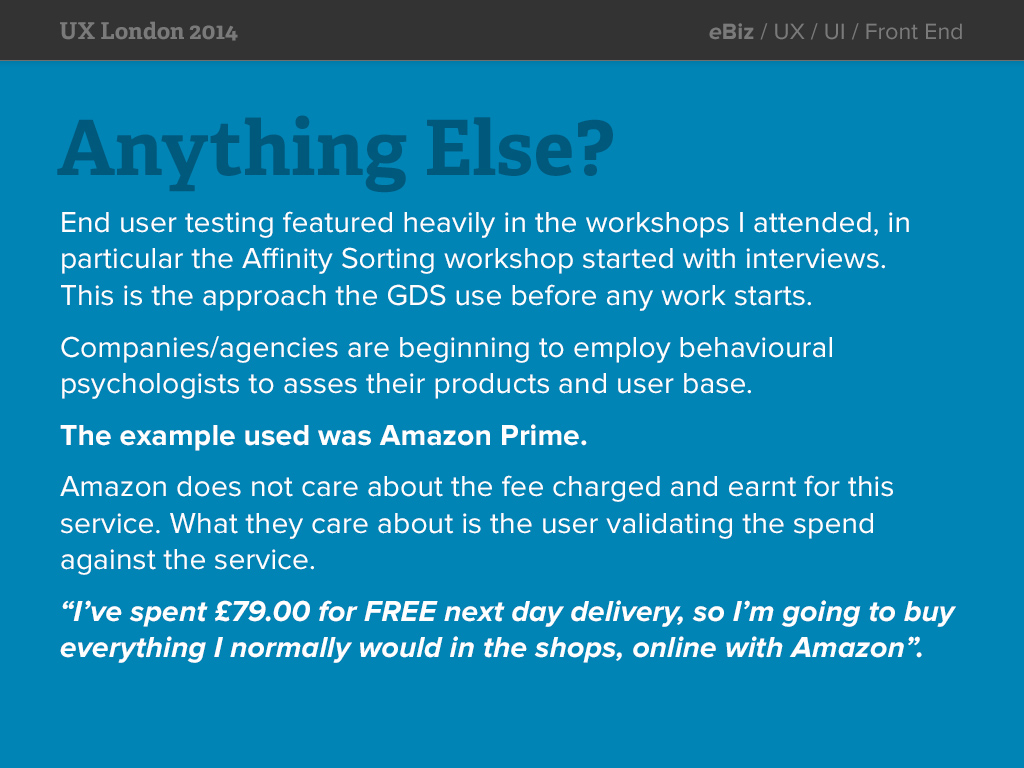 UX London 2014
eBiz / UX / UI / Front End
Anything Else?
End user testing featured heavily in the workshops I attended, in
particular the Affinity Sorting workshop started with interviews.
This is the approach the GDS use before any work starts.
Companies/agencies are beginning to employ behavioural
psychologists to asses their products and user base.
The example used was Amazon Prime.
Amazon does not care about the fee charged and earnt for this
service. What they care about is the user validating the spend
against the service.
“I’ve spent £79.00 for FREE next day delivery, so I’m going to buy
everything I normally would in the shops, online with Amazon”.